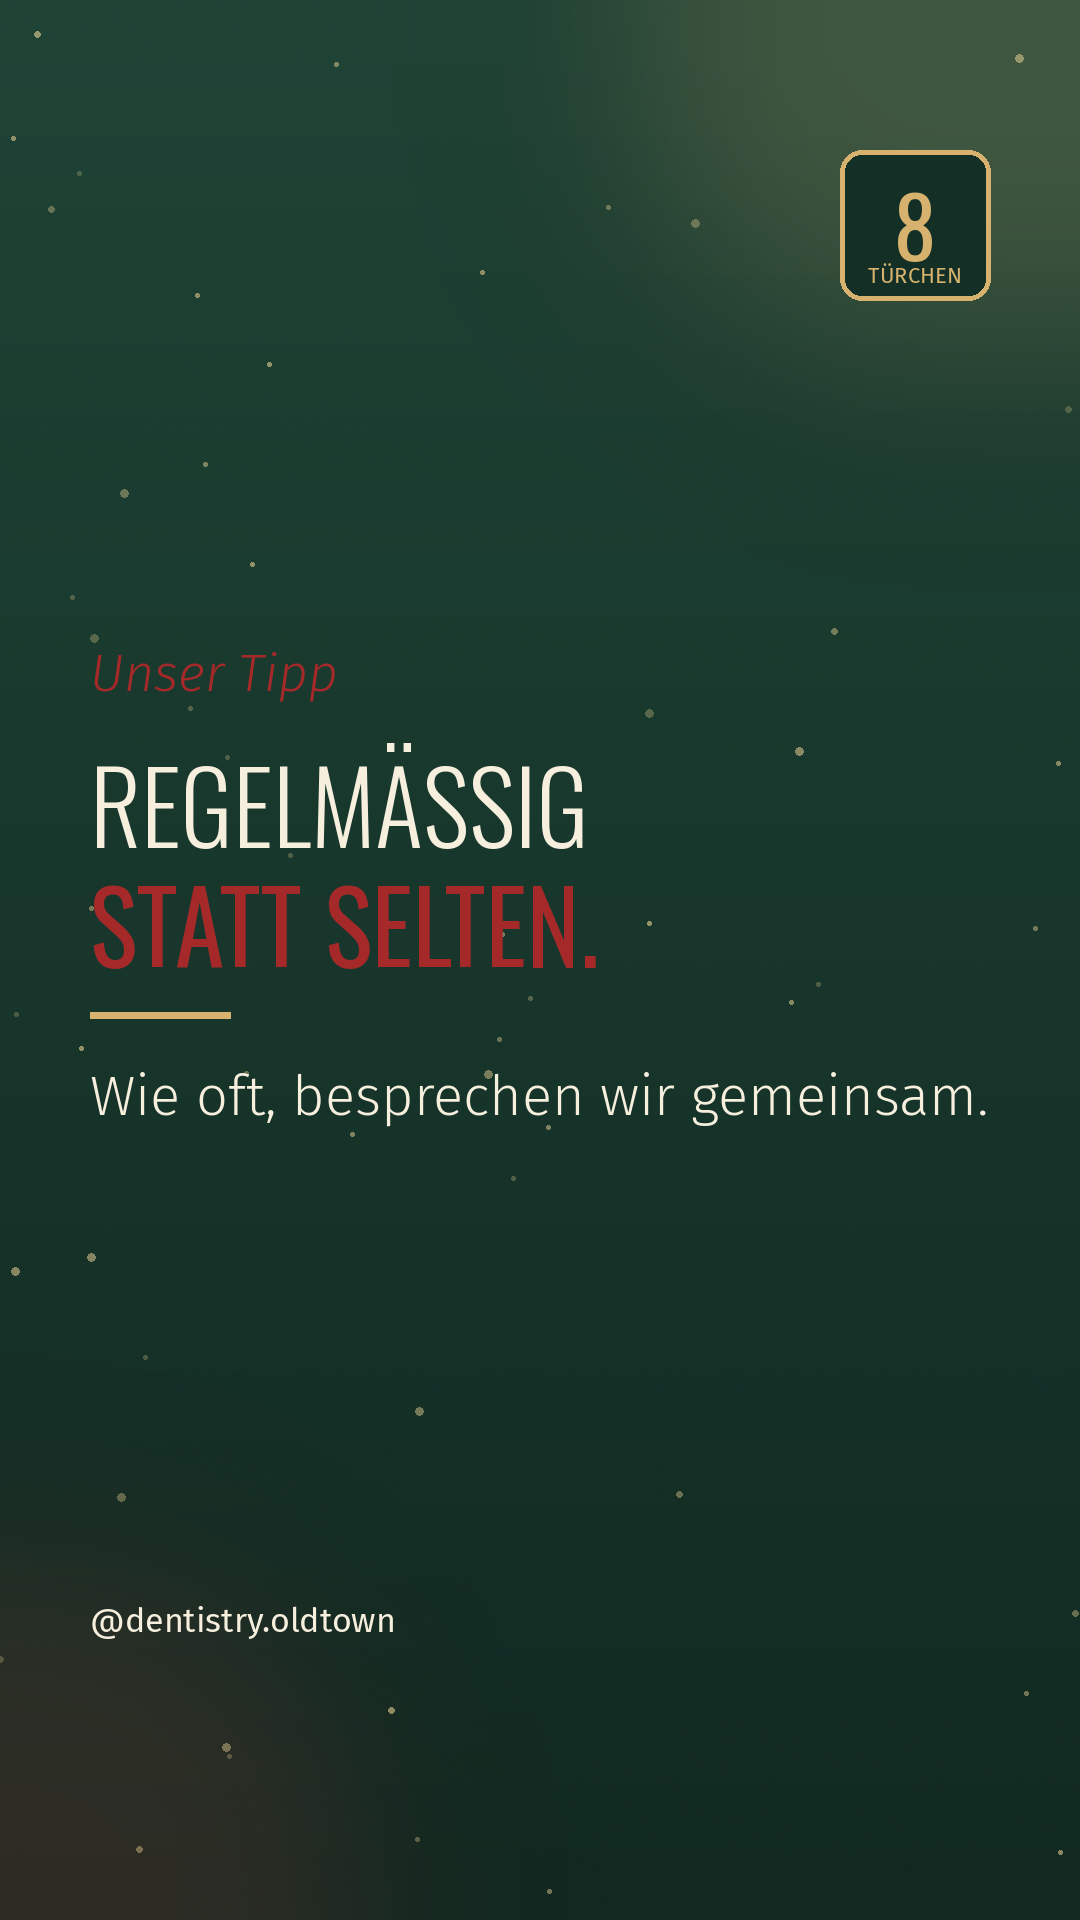 8
TÜRCHEN
Unser Tipp
REGELMÄSSIG
STATT SELTEN.
Wie oft, besprechen wir gemeinsam.
@dentistry.oldtown